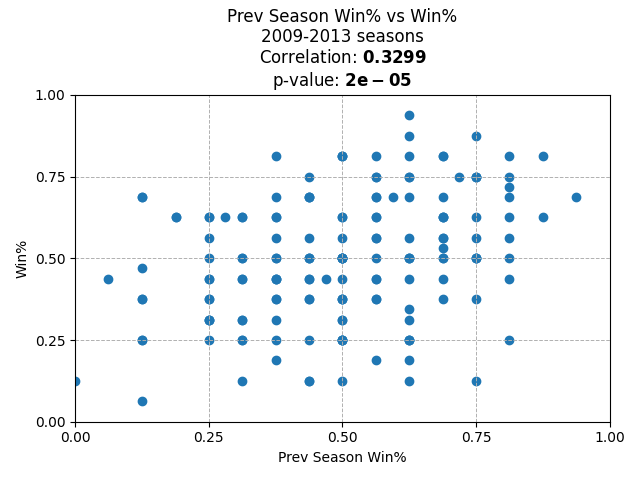 Prev Season Win% vs Win%
2009-2013 seasons
Correlation: 0.3299
p-value: 2e − 05
1.00
0.75
0.50
0.25
0.00
Win%
0.00 0.25 0.50 0.75 1.00
Prev Season Win%